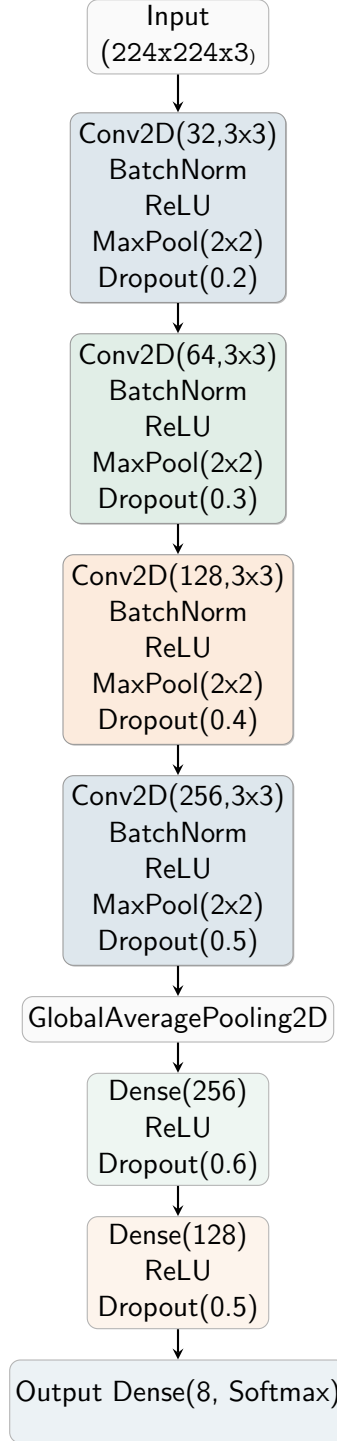 Input
(224x224x3)
Conv2D(32,3x3)
BatchNorm
ReLU
MaxPool(2x2)
Dropout(0.2)
Conv2D(64,3x3)
BatchNorm
ReLU
MaxPool(2x2)
Dropout(0.3)
Conv2D(128,3x3)
BatchNorm
ReLU
MaxPool(2x2)
Dropout(0.4)
Conv2D(256,3x3)
BatchNorm
ReLU
MaxPool(2x2)
Dropout(0.5)
GlobalAveragePooling2D
Dense(256)
ReLU
Dropout(0.6)
Dense(128)
ReLU
Dropout(0.5)
Output Dense(8, Softmax)